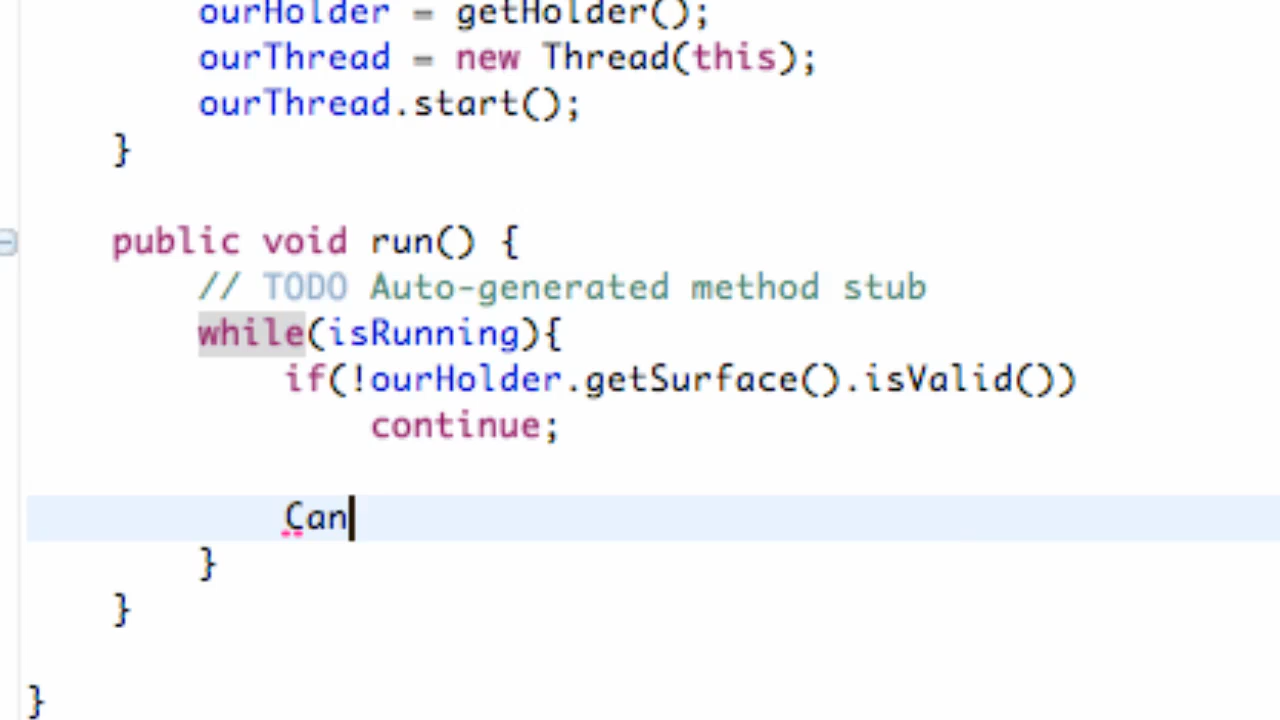 ourHolder = getHolder();
ourThread = new Thread(this);
ourThread.start();
}
public void run() {
// TODO Auto-generated method stub
while(isRunning){
if(!ourHolder.getSurface().isValid())
continue;
Can
}
}
}